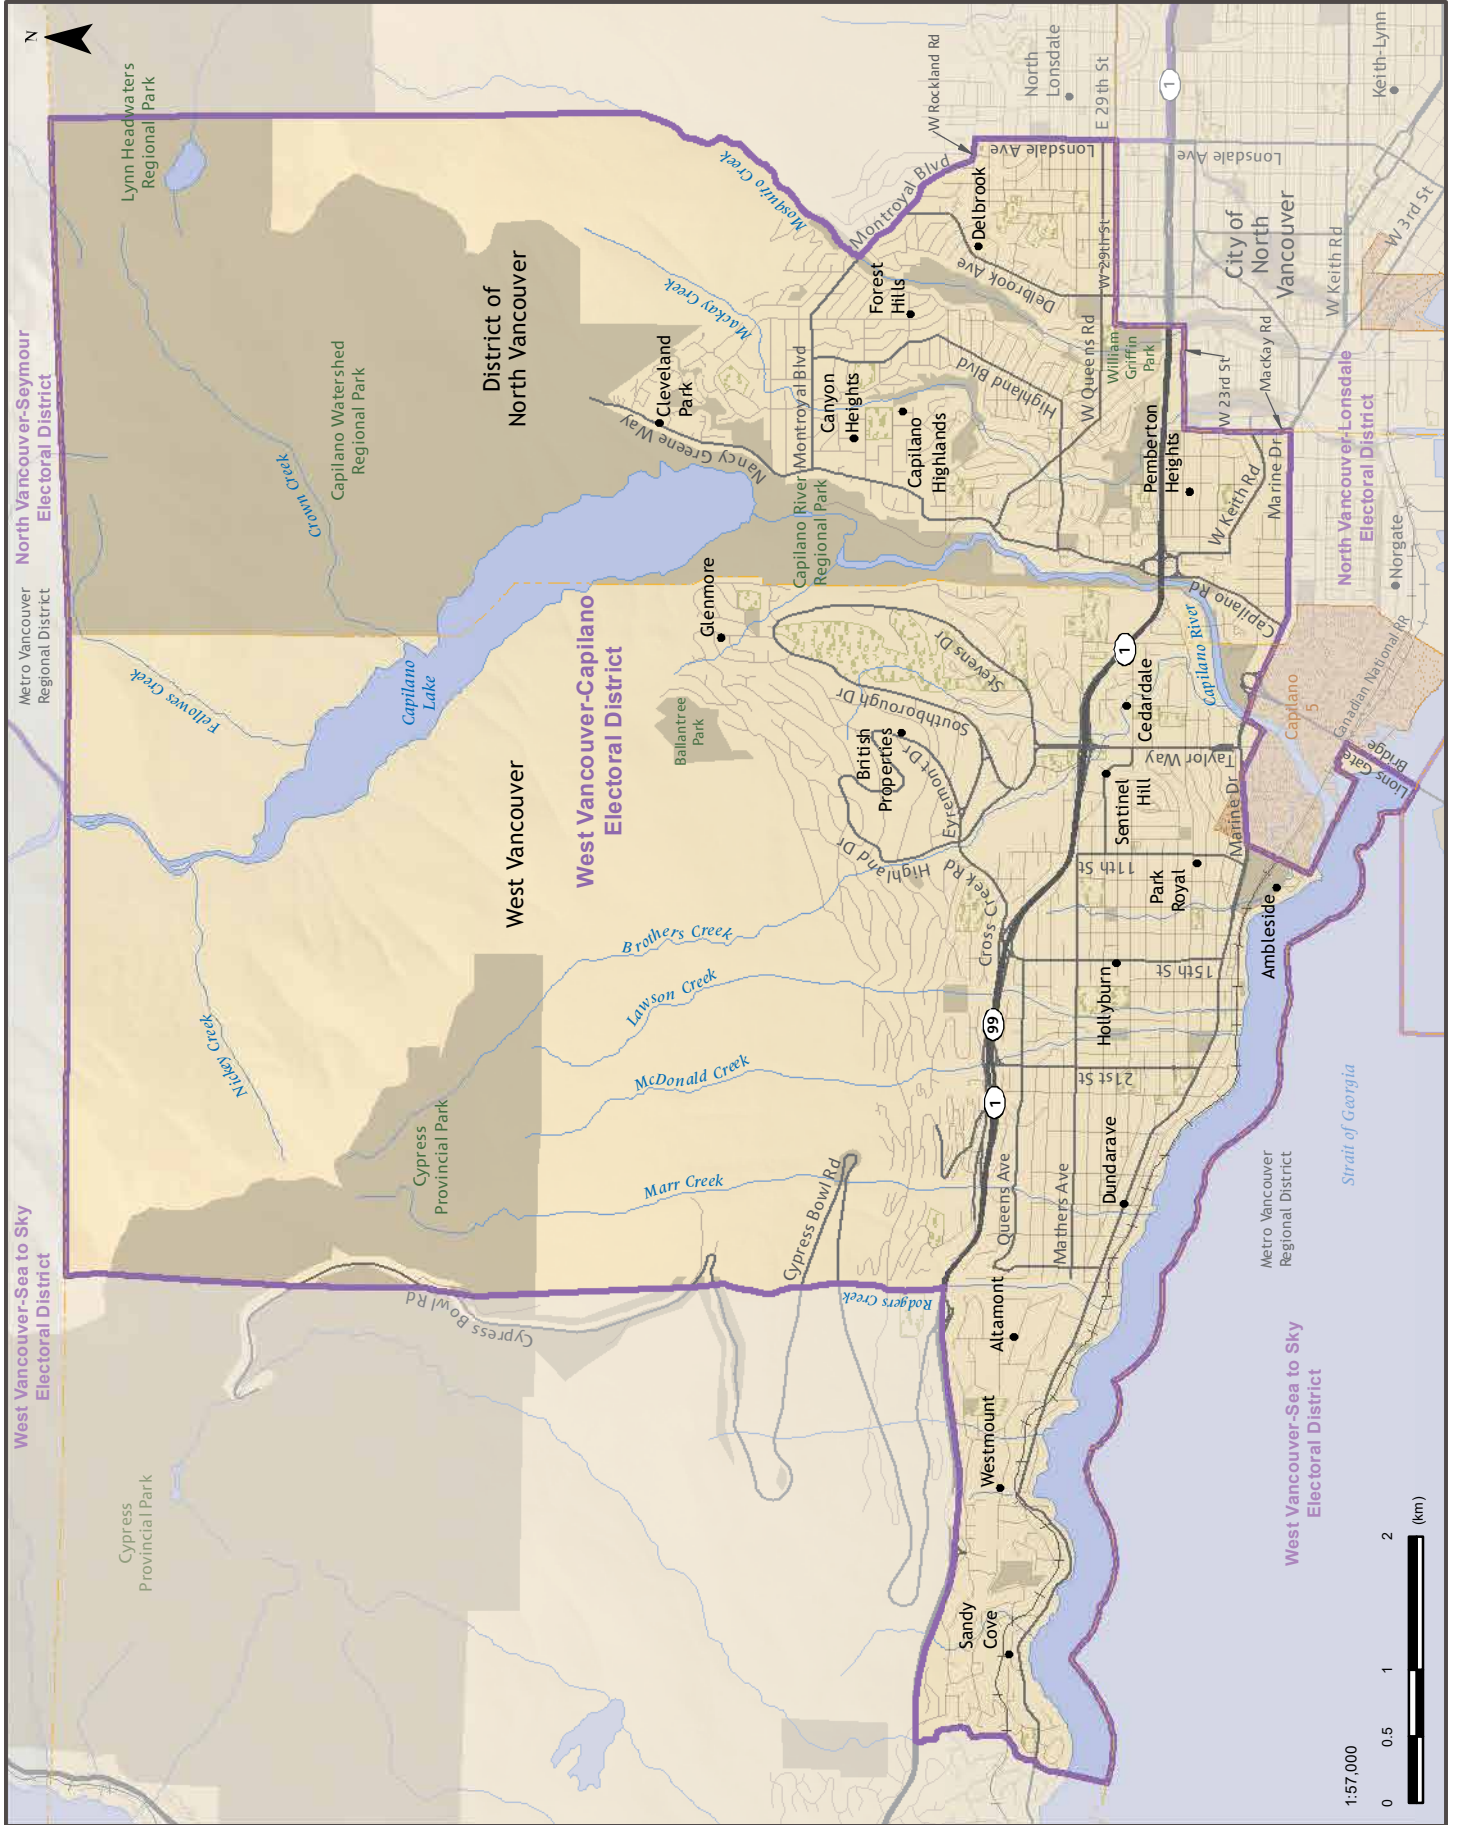 N
West Vancouver-Sea to Sky
Electoral District
Metro Vancouver
Regional District
North Vancouver-Seymour
Electoral District
Lynn Headwaters
Regional Park
Cypress
Provincial Park
Nickey Creek
Fellowes Creek
Crown Creek
Capilano Watershed
Regional Park
Capilano
Lake
Cypress
Provincial Park
Cypress Bowl Rd
West Vancouver
District of
North Vancouver
West Vancouver-Capilano
Electoral District
Brothers Creek
Lawson Creek
McDonald Creek
Marr Creek
Ballantree
Park
Glenmore
Cleveland
Park
Nancy Greene Way
Mackay Creek
Mosquito Creek
Montroyal Blvd
Montroyal Blvd
W Rockland Rd
Capilano River
Regional Park
Canyon
Heights
Capilano
Highlands
Forest
Hills
Delbrook
Delbrook Ave
Highland Blvd
Lonsdale Ave
North
Lonsdale
E 29th St
W 29th St
W Queens Rd
William
Griffin
Park
1
Lonsdale Ave
Keith-Lynn
City of
North
Vancouver
W 3rd St
W Keith Rd
MacKay Rd
W 23rd St
Pemberton
Heights
W Keith Rd
Marine Dr
North Vancouver-Lonsdale
Electoral District
Norgate
Canadian National RR
Capilano
5
Capilano Rd
Capilano River
Cedardale
1
Stevens Dr
Southborough Dr
British
Properties
Eyremont Dr
Highland Dr
Cross Creek Rd
Taylor Way
Sentinel
Hill
Marine Dr
Lions Gate
Bridge
11th St
Park
Royal
Ambleside
15th St
Hollyburn
99
21st St
1
Dundarave
Queens Ave
Mathers Ave
Cypress Bowl Rd
Rodgers Creek
Altamont
Westmount
Sandy
Cove
Strait of Georgia
Metro Vancouver
Regional District
West Vancouver-Sea to Sky
Electoral District
1:57,000
0
0.5
1
2
(km)